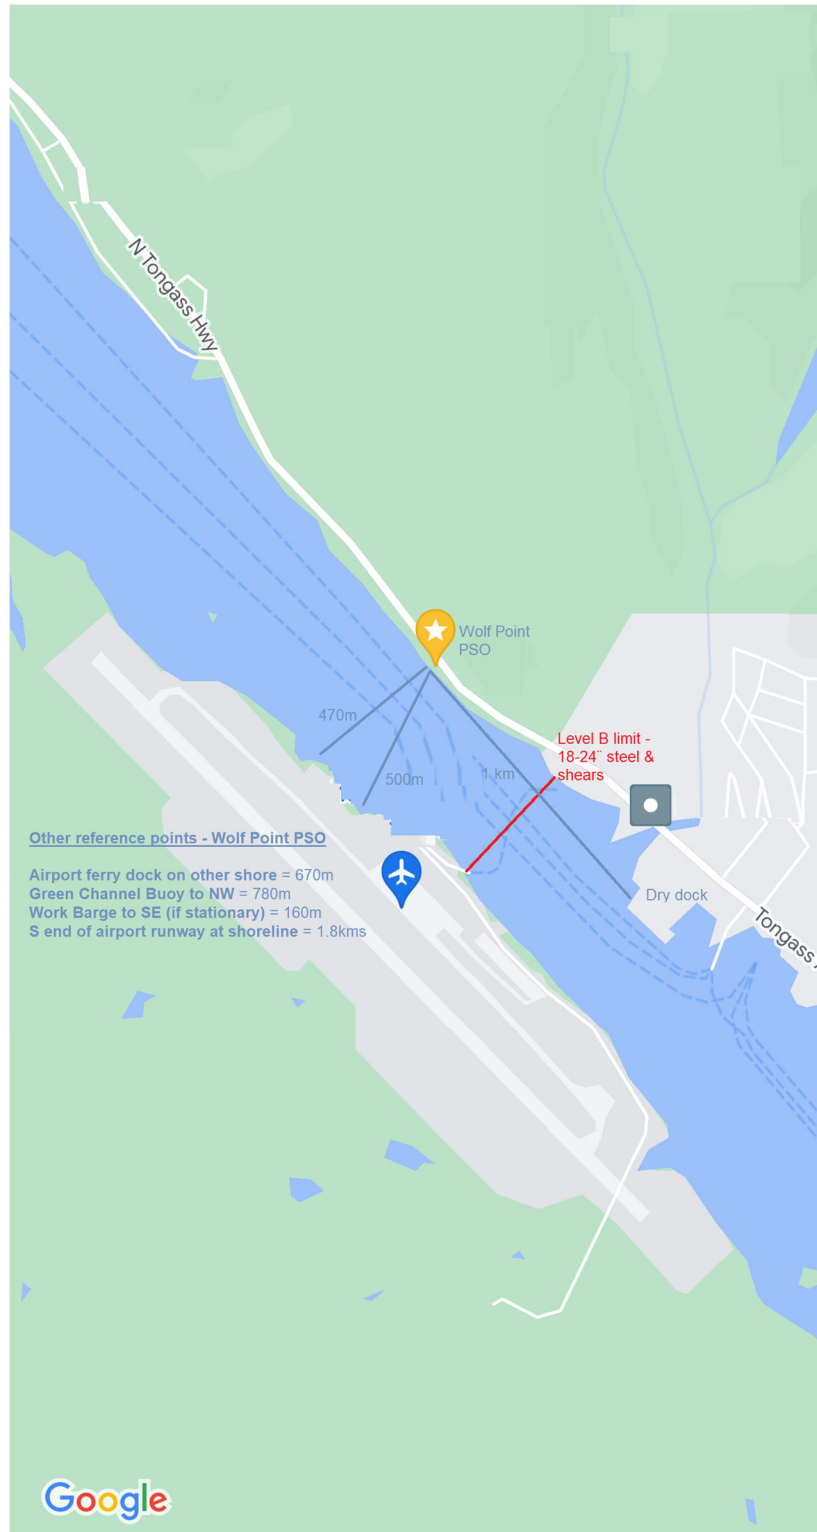 N Tongass Hwy
Wolf Point
PSO
470m
Level B limit -
18-24¨ steel &
shears
1 km
500m
Other reference points - Wolf Point PSO
Airport ferry dock on other shore = 670m
Green Channel Buoy to NW = 780m
Work Barge to SE (if stationary) = 160m
S end of airport runway at shoreline = 1.8kms
Dry dock
Tongass
Google